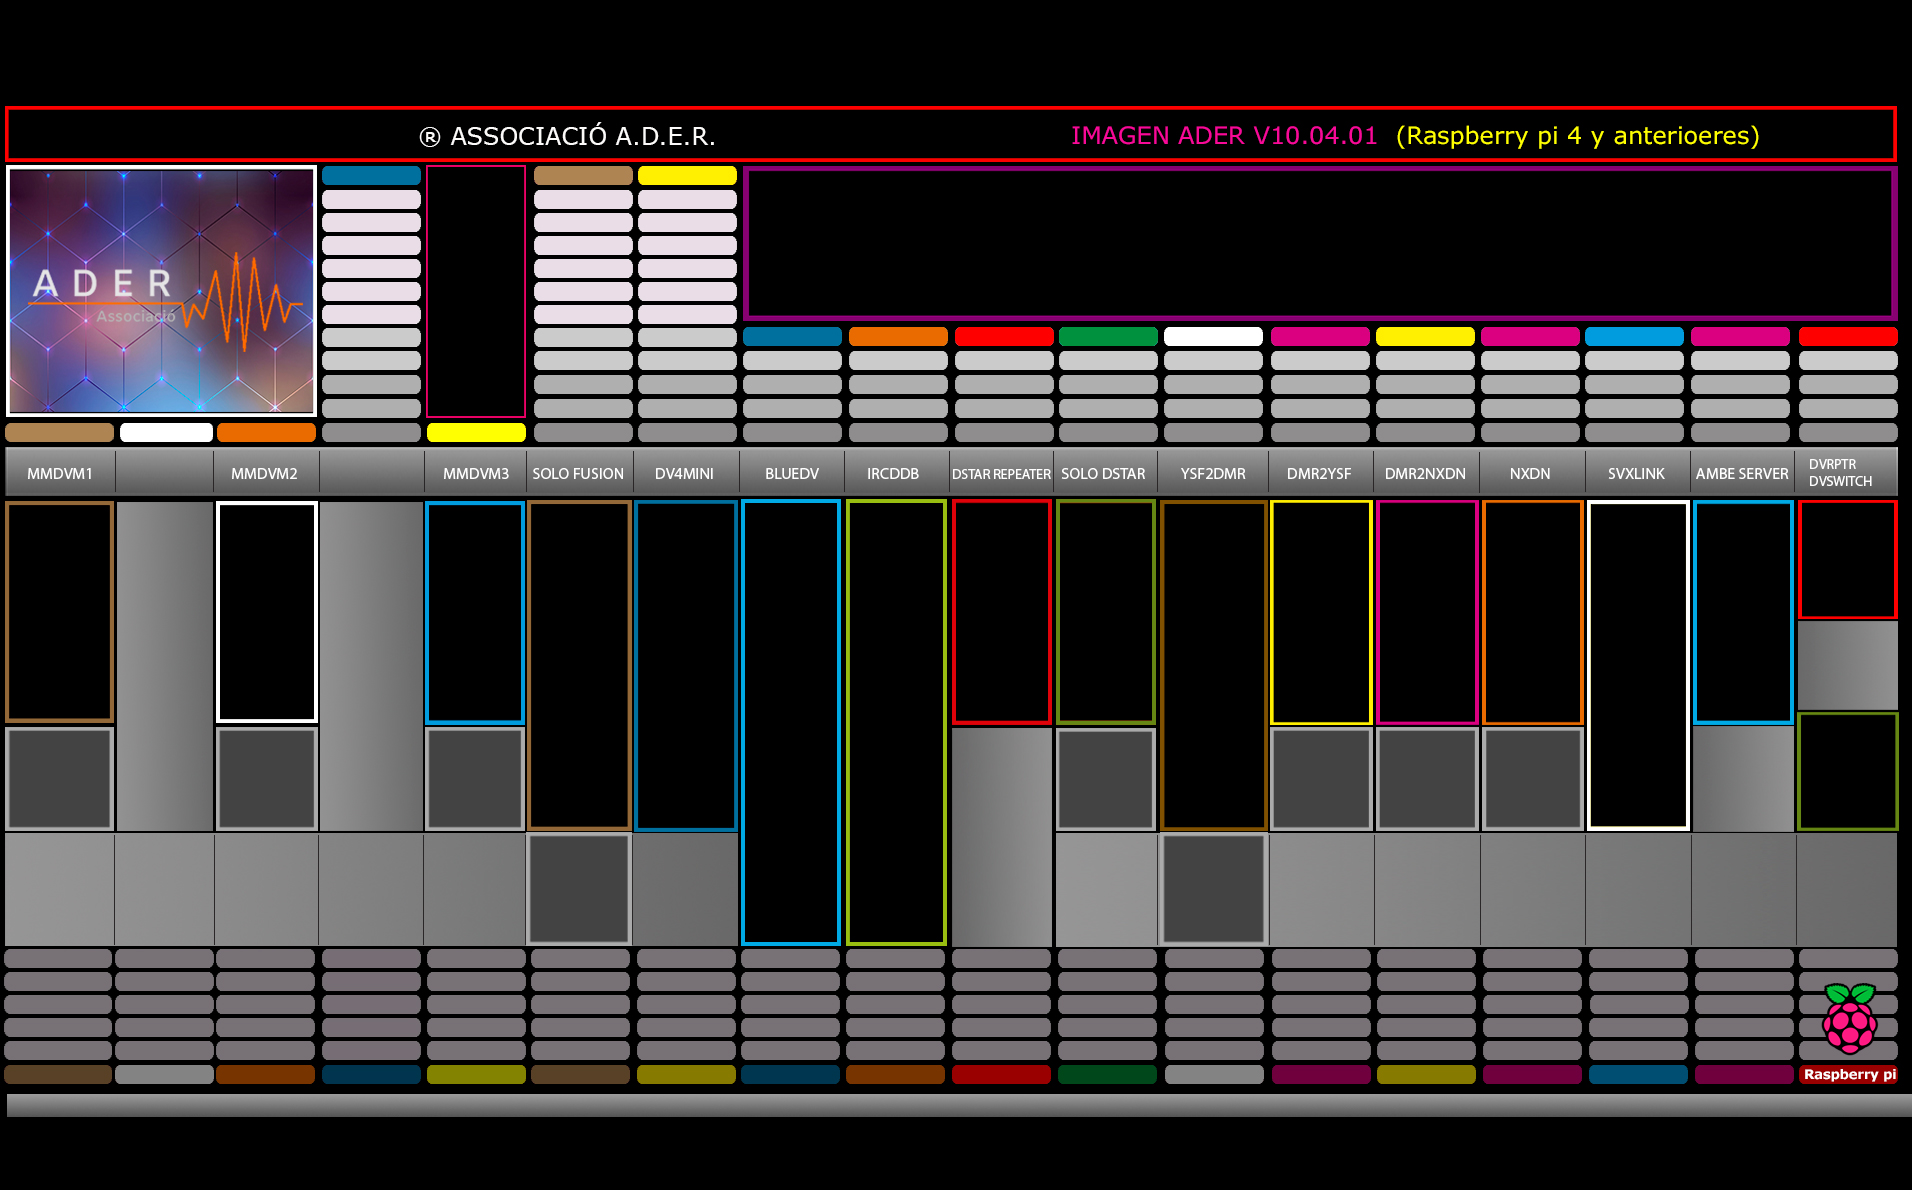 ® ASSOCIACIÓ A.D.E.R.
IMAGEN ADER V10.04.01 (Raspberry pi 4 y anterioeres)
ADER
Associació
MMDVM1
MMDVM2
MMDVM3
SOLO FUSION
DV4MINI
BLUEDV
IRCDDB
DSTAR REPEATER
SOLO DSTAR
YSF2DMR
DMR2YSF
DMR2NXDN
NXDN
SVXLINK
AMBE SERVER
DVRPTR
DVSWITCH
Raspberry pi